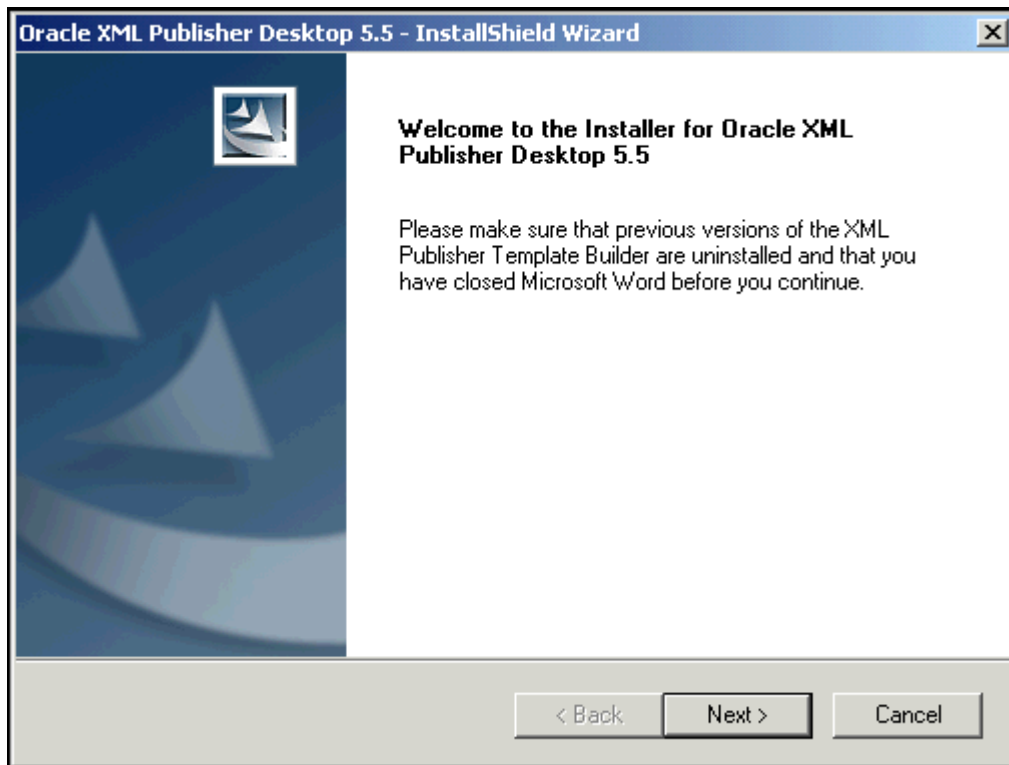 Oracle XML Publisher Desktop 5.5 - InstallShield Wizard
Welcome to the Installer for Oracle XML
Publisher Desktop 5.5
Please make sure that previous versions of the XML
Publisher Template Builder are uninstalled and that you
have closed Microsoft Word before you continue.
< Back
Next >
Cancel